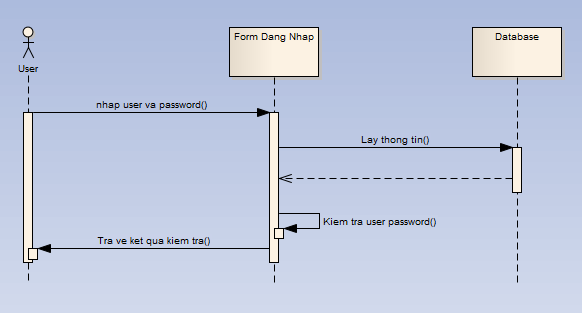 Form Dang Nhap
Database
User
nhap user va password()
Lay thong tin()
Kiem tra user password()
Tra ve ket qua kiem tra()